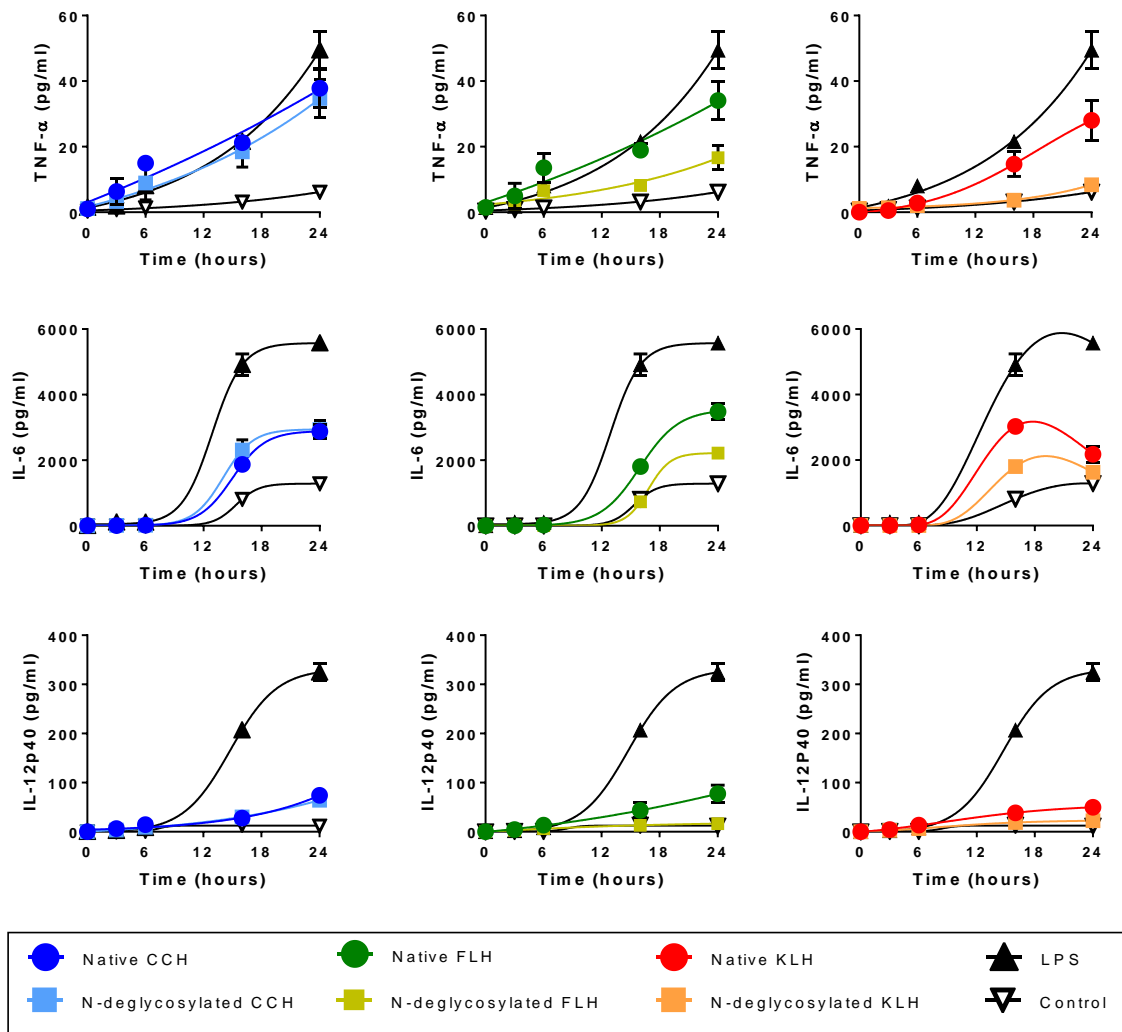 60
40
20
0
TNF-α (pg/ml)
0 6 12 18 24
Time (hours)
60
40
20
0
TNF-α (pg/ml)
0 6 12 18 24
Time (hours)
60
40
20
0
TNF-α (pg/ml)
0 6 12 18 24
Time (hours)
6000
4000
2000
0
IL-6 (pg/ml)
0 6 12 18 24
Time (hours)
6000
4000
2000
0
IL-6 (pg/ml)
0 6 12 18 24
Time (hours)
6000
4000
2000
0
IL-6 (pg/ml)
0 6 12 18 24
Time (hours)
400
300
200
100
0
IL-12p40 (pg/ml)
0 6 12 18 24
Time (hours)
400
300
200
100
0
IL-12p40 (pg/ml)
0 6 12 18 24
Time (hours)
400
300
200
100
0
IL-12P40 (pg/ml)
0 6 12 18 24
Time (hours)
Native CCH Native FLH Native KLH LPS
N-deglycosylated CCH N-deglycosylated FLH N-deglycosylated KLH Control